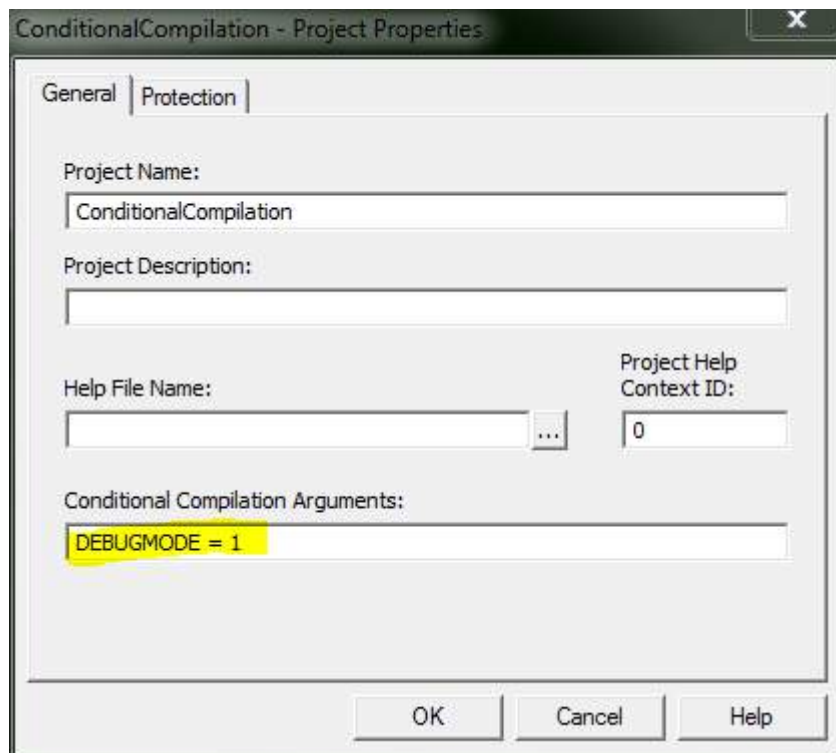 ConditionalCompilation - Project Properties
X
General
Protection
Project Name:
ConditionalCompilation
Project Description:
Project Help
Context ID:
Help File Name:
...
0
Conditional Compilation Arguments:
DEBUGMODE = 1
OK
Cancel
Help